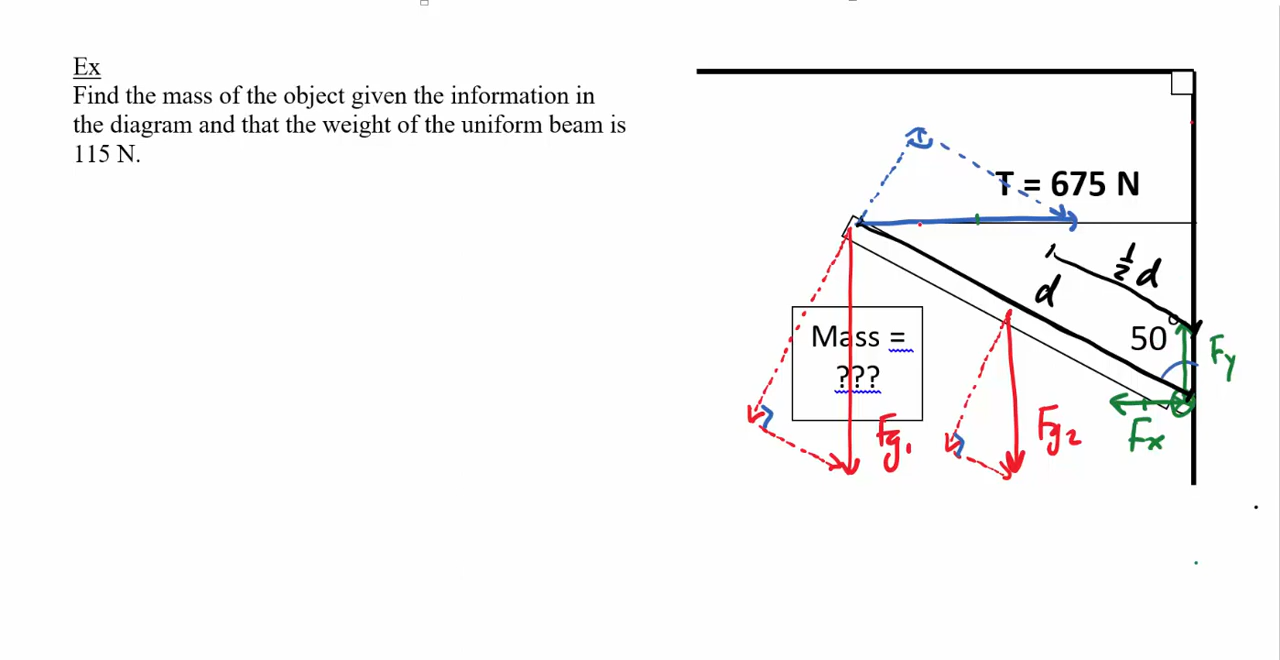 Ex
Find the mass of the object given the information in
the diagram and that the weight of the uniform beam is
115 N.
T = 675 N
½d
d
50°
Mass =
???
Fy
Fg₁
Fg₂
Fx